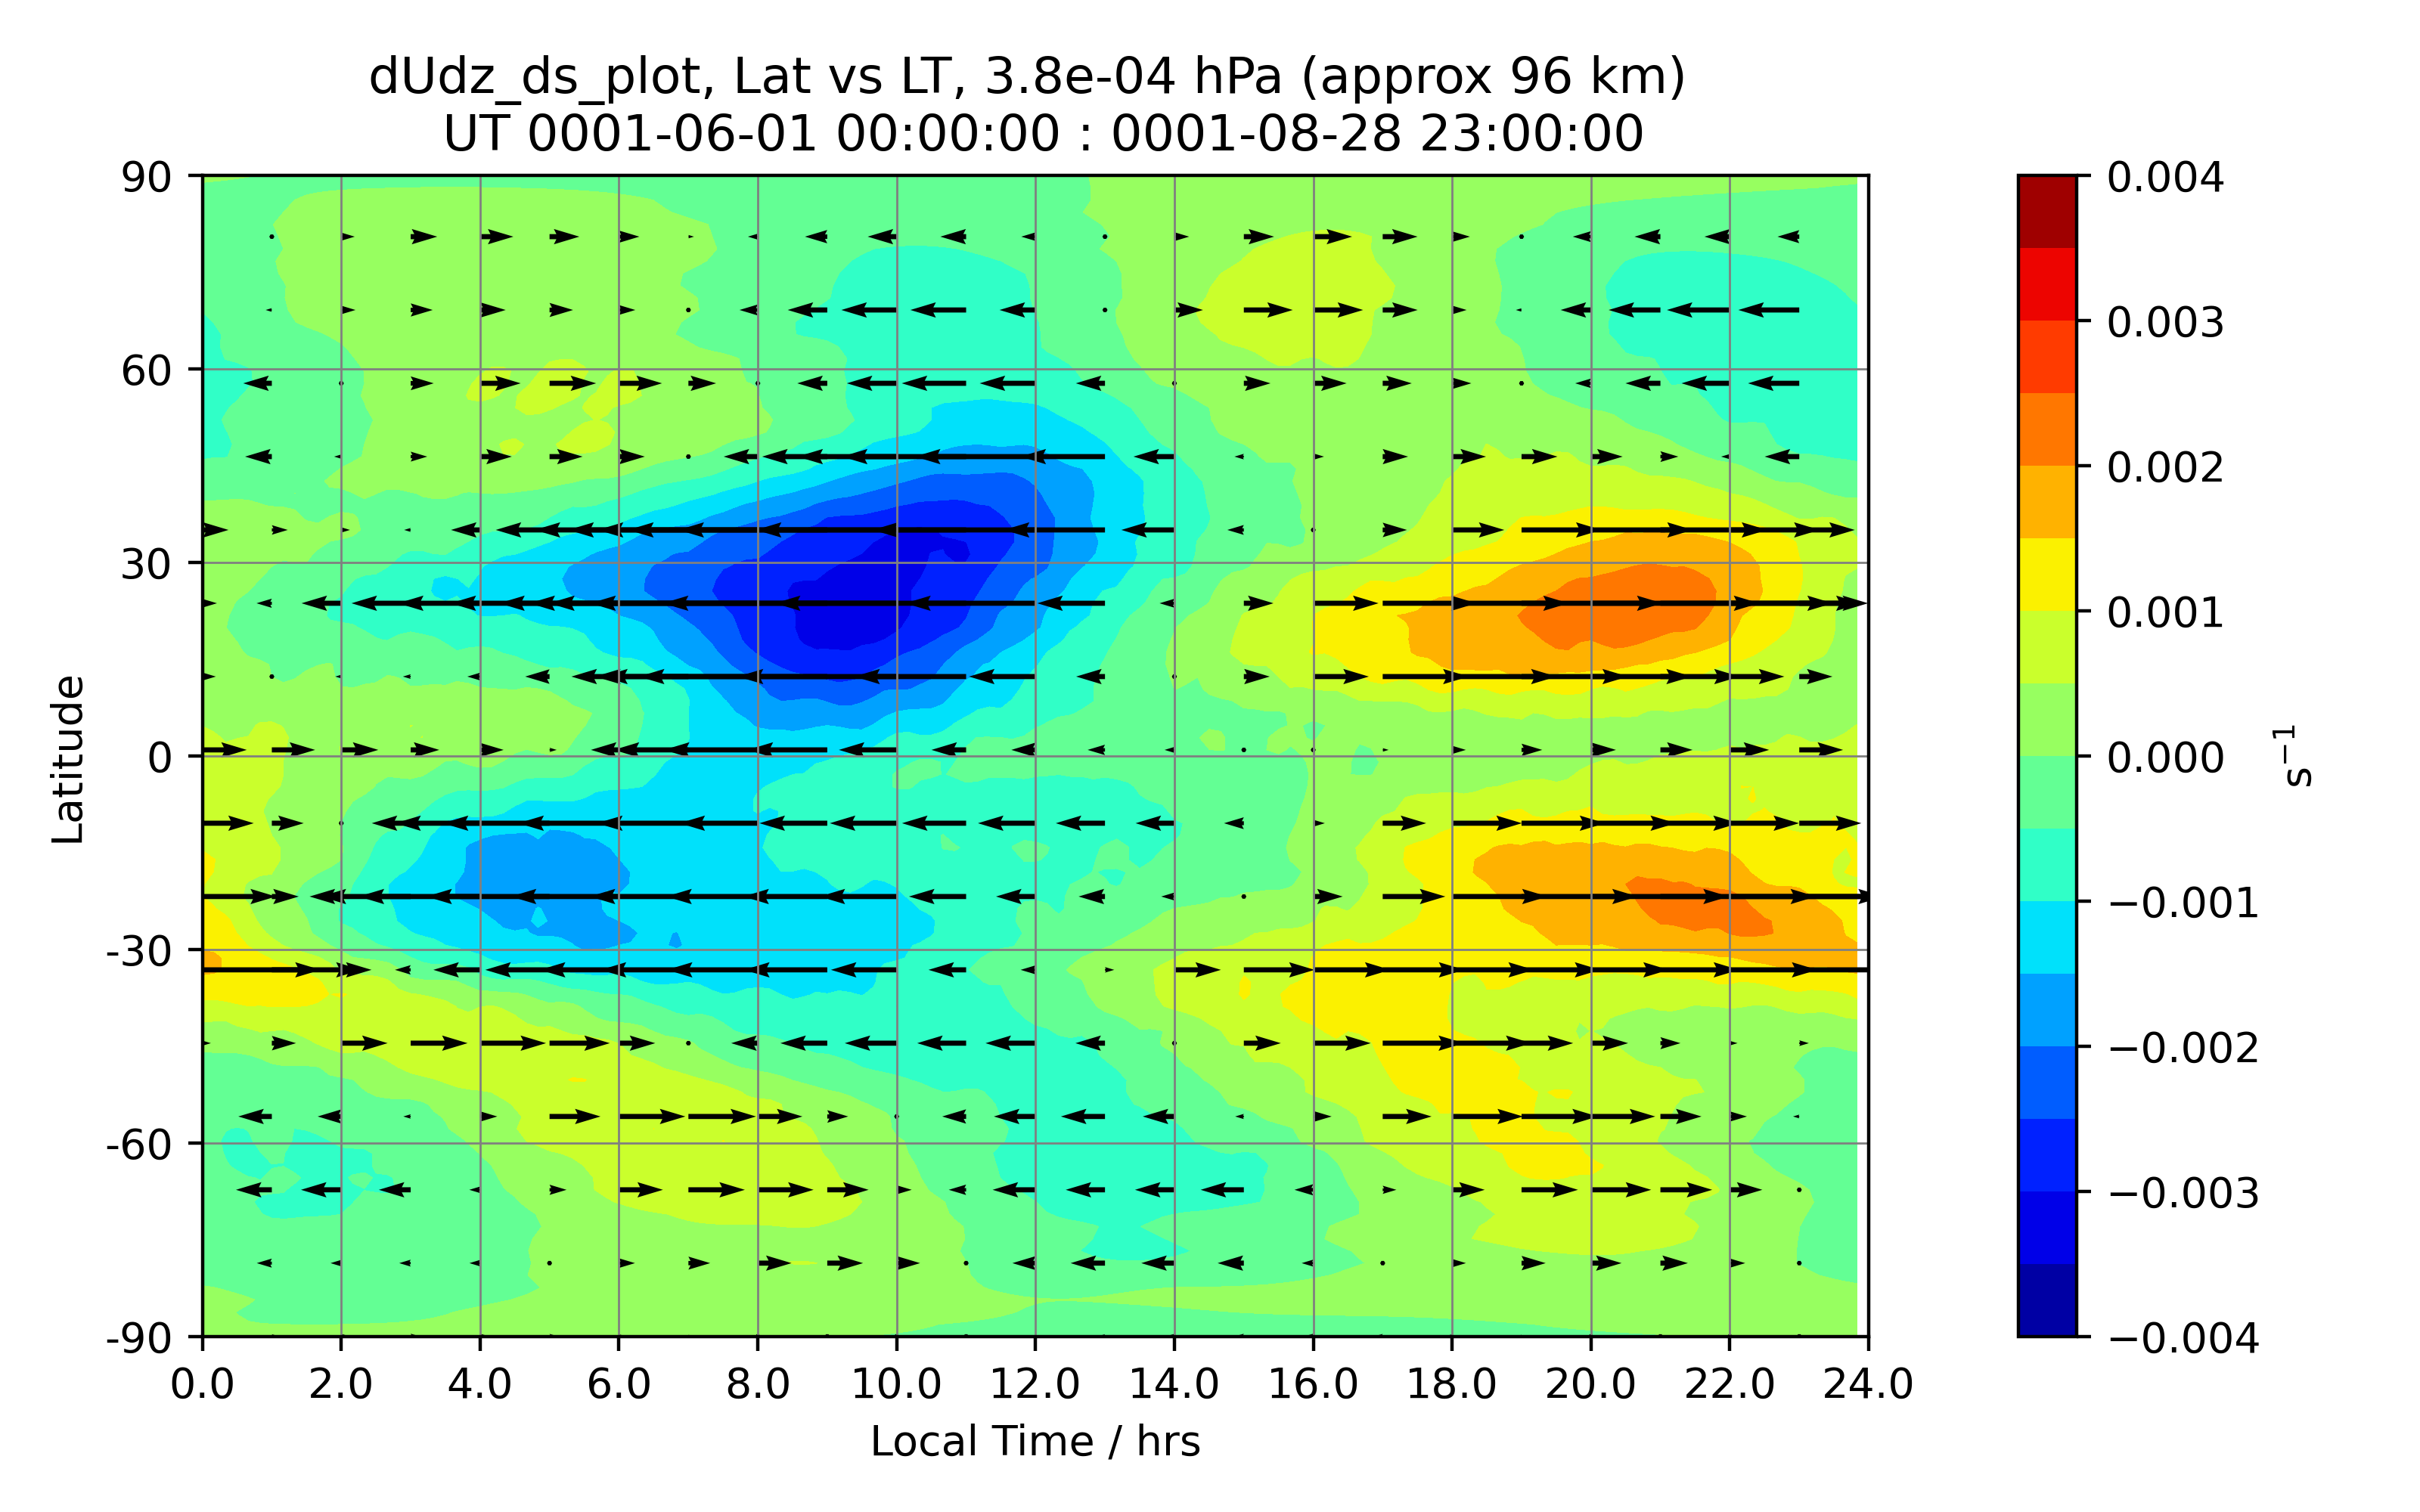 dUdz_ds_plot, Lat vs LT, 3.8e-04 hPa (approx 96 km)
UT 0001-06-01 00:00:00 : 0001-08-28 23:00:00
90
60
30
0
-30
-60
-90
Latitude
0.0 2.0 4.0 6.0 8.0 10.0 12.0 14.0 16.0 18.0 20.0 22.0 24.0
Local Time / hrs
0.004
0.003
0.002
0.001
0.000
−0.001
−0.002
−0.003
−0.004
s⁻¹